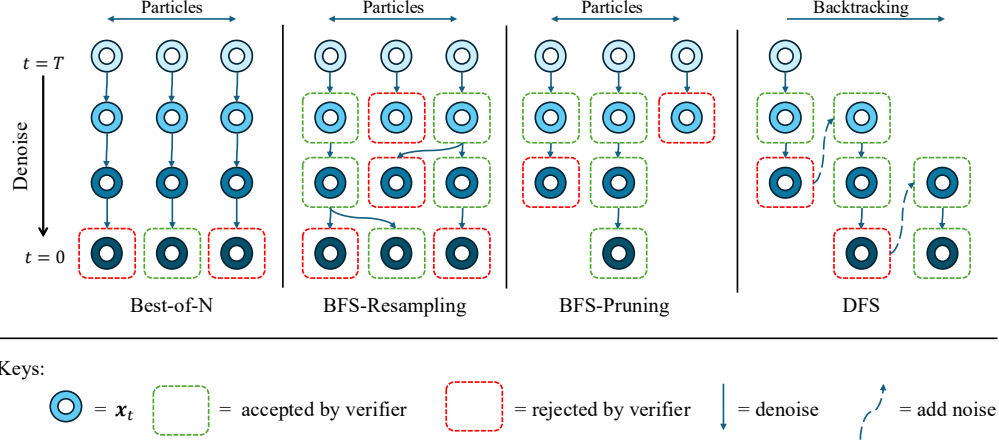 Particles
Particles
Particles
Backtracking
t = T
Denoise
t = 0
Best-of-N
BFS-Resampling
BFS-Pruning
DFS
Keys:
= xₜ
= accepted by verifier
= rejected by verifier
= denoise
= add noise